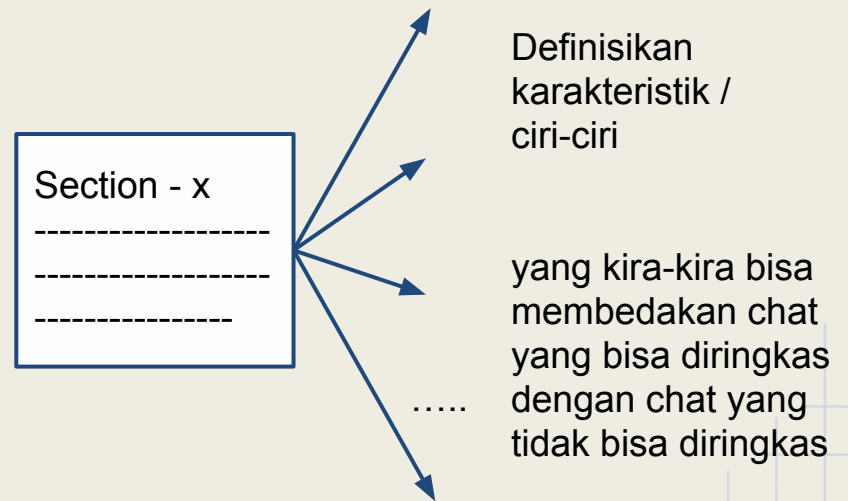 Definisikan
karakteristik /
ciri-ciri
Section - x
-------------------
-------------------
----------------
yang kira-kira bisa
membedakan chat
yang bisa diringkas
..... dengan chat yang
tidak bisa diringkas